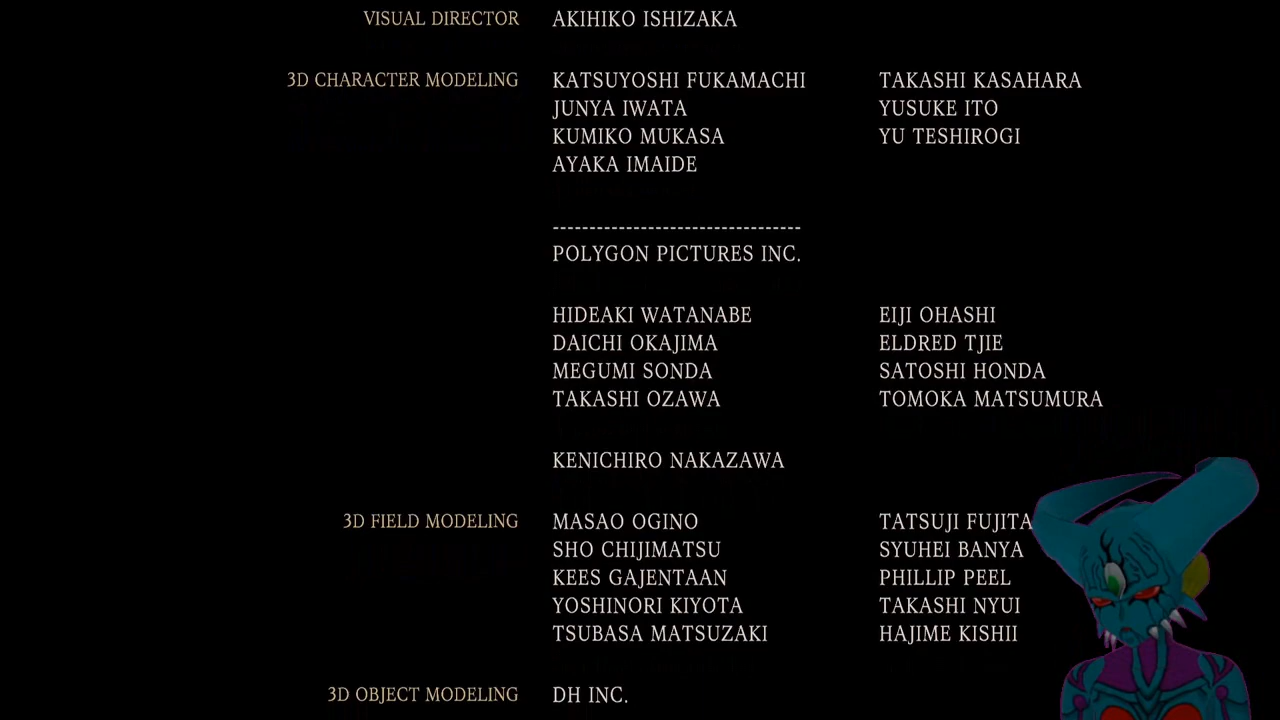 VISUAL DIRECTOR AKIHIKO ISHIZAKA
3D CHARACTER MODELING KATSUYOSHI FUKAMACHI TAKASHI KASAHARA
JUNYA IWATA YUSUKE ITO
KUMIKO MUKASA YU TESHIROGI
AYAKA IMAIDE
----------------------------------
POLYGON PICTURES INC.
HIDEAKI WATANABE EIJI OHASHI
DAICHI OKAJIMA ELDRED TJIE
MEGUMI SONDA SATOSHI HONDA
TAKASHI OZAWA TOMOKA MATSUMURA
KENICHIRO NAKAZAWA
3D FIELD MODELING MASAO OGINO TATSUJI FUJITA
SHO CHIJIMATSU SYUHEI BANYA
KEES GAJENTAAN PHILLIP PEEL
YOSHINORI KIYOTA TAKASHI NYUI
TSUBASA MATSUZAKI HAJIME KISHII
3D OBJECT MODELING DH INC.